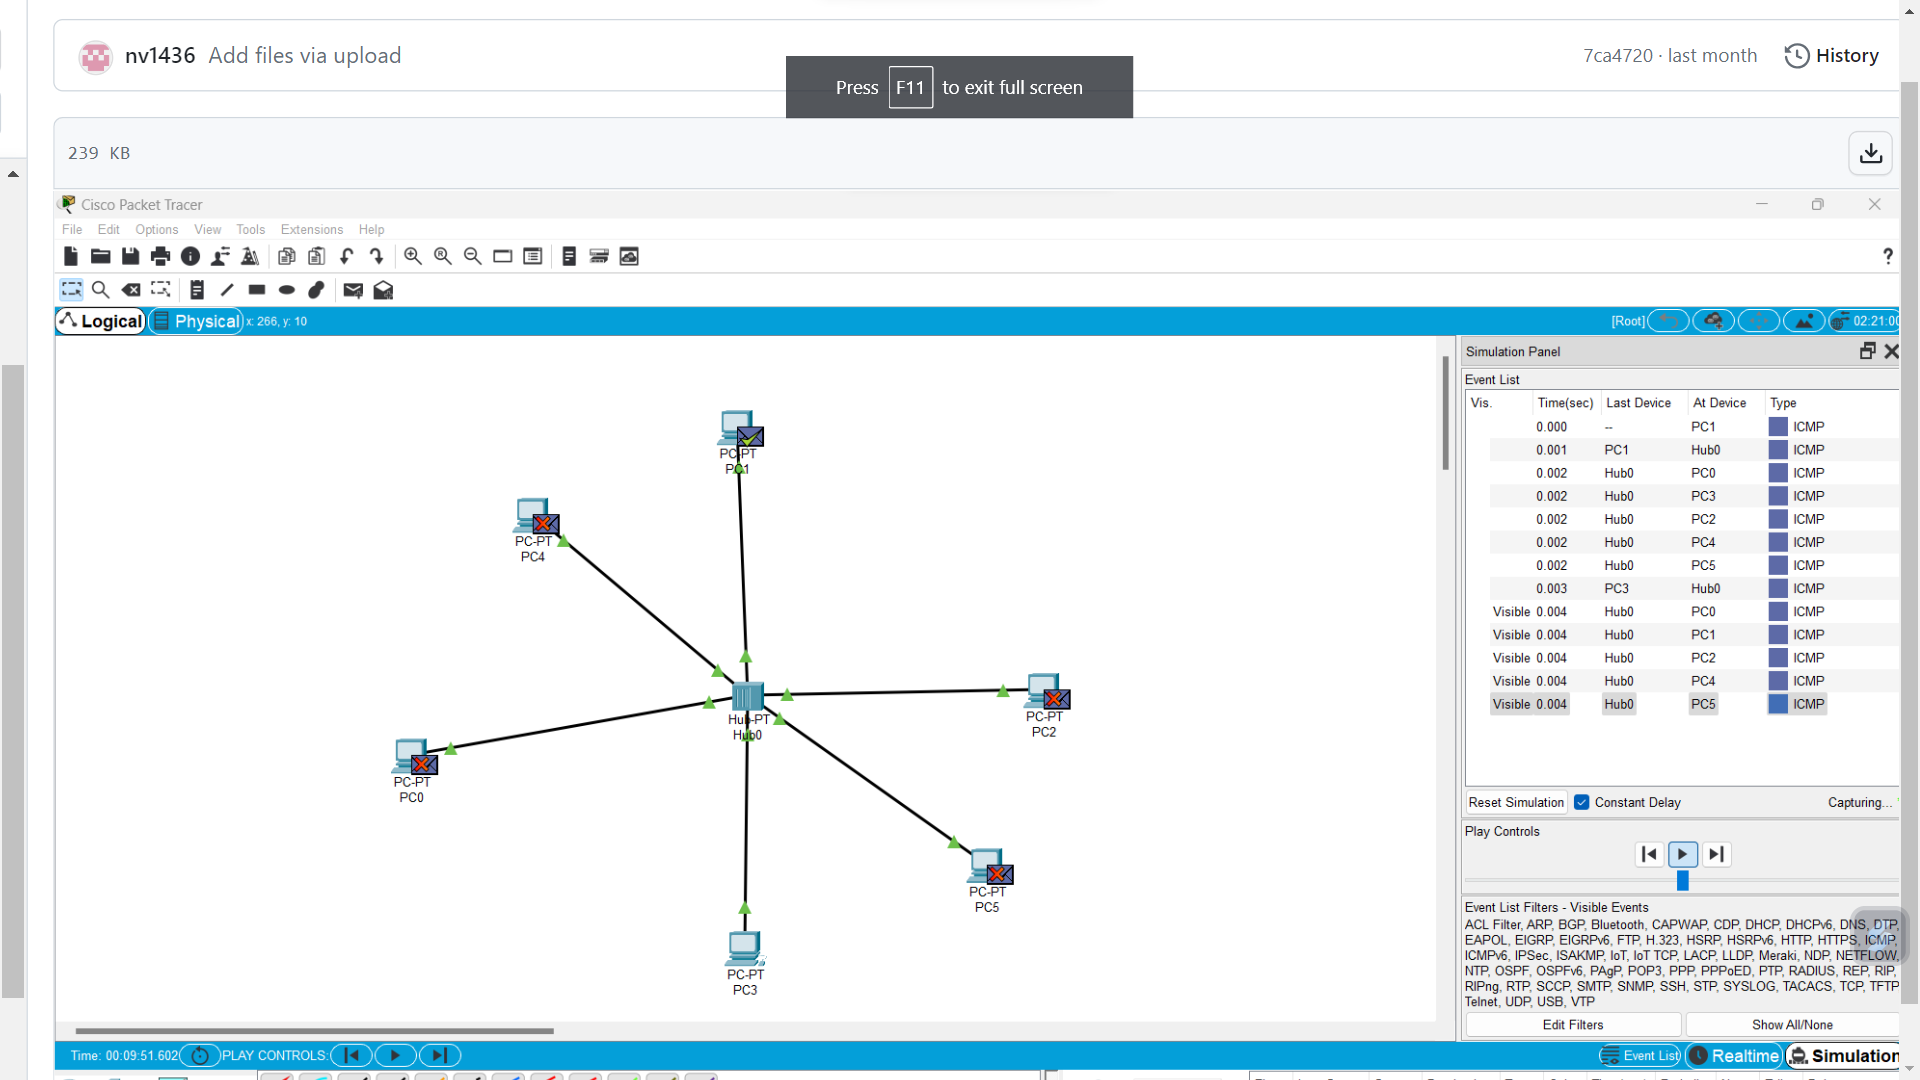 nv1436 Add files via upload
7ca4720 · last month
History
Press F11 to exit full screen
239 KB
Cisco Packet Tracer
File Edit Options View Tools Extensions Help
?
Logical Physical x: 266, y: 10
[Root] 02:21:00
Simulation Panel
Event List
Vis. Time(sec) Last Device At Device Type
0.000 -- PC1 ICMP
0.001 PC1 Hub0 ICMP
0.002 Hub0 PC0 ICMP
0.002 Hub0 PC3 ICMP
0.002 Hub0 PC2 ICMP
0.002 Hub0 PC4 ICMP
0.002 Hub0 PC5 ICMP
0.003 PC3 Hub0 ICMP
Visible 0.004 Hub0 PC0 ICMP
Visible 0.004 Hub0 PC1 ICMP
Visible 0.004 Hub0 PC2 ICMP
Visible 0.004 Hub0 PC4 ICMP
Visible 0.004 Hub0 PC5 ICMP
PC-PT
PC1
PC-PT
PC4
PC-PT
PC2
Hub-PT
Hub0
PC-PT
PC0
PC-PT
PC5
PC-PT
PC3
Reset Simulation Constant Delay Capturing...
Play Controls
Event List Filters - Visible Events
ACL Filter, ARP, BGP, Bluetooth, CAPWAP, CDP, DHCP, DHCPv6, DNS, DTP,
EAPOL, EIGRP, EIGRPv6, FTP, H.323, HSRP, HSRPv6, HTTP, HTTPS, ICMP,
ICMPv6, IPSec, ISAKMP, IoT, IoT TCP, LACP, LLDP, Meraki, NDP, NETFLOW,
NTP, OSPF, OSPFv6, PAgP, POP3, PPP, PPPoED, PTP, RADIUS, REP, RIP,
RIPng, RTP, SCCP, SMTP, SNMP, SSH, STP, SYSLOG, TACACS, TCP, TFTP
Telnet, UDP, USB, VTP
Edit Filters Show All/None
Time: 00:09:51.602 PLAY CONTROLS:
Event List Realtime Simulation